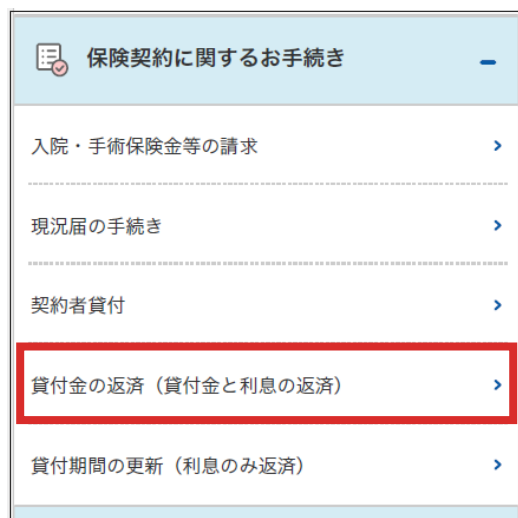 保険契約に関するお手続き
入院・手術保険金等の請求
現況届の手続き
契約者貸付
貸付金の返済（貸付金と利息の返済）
貸付期間の更新（利息のみ返済）